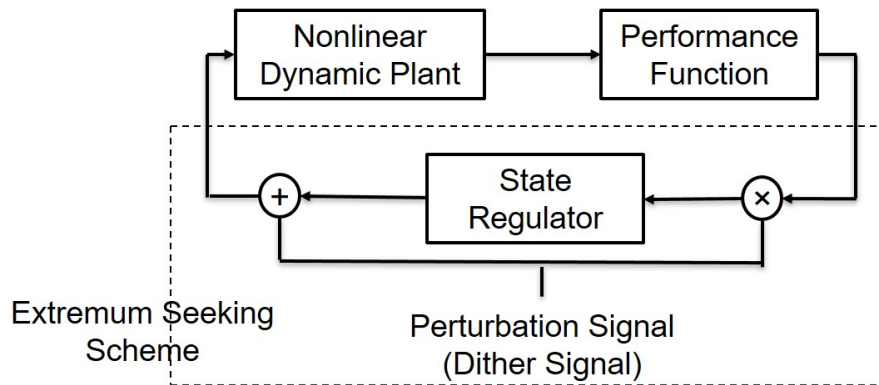 Nonlinear
Dynamic Plant
Performance
Function
+
State
Regulator
×
Extremum Seeking
Scheme
Perturbation Signal
(Dither Signal)